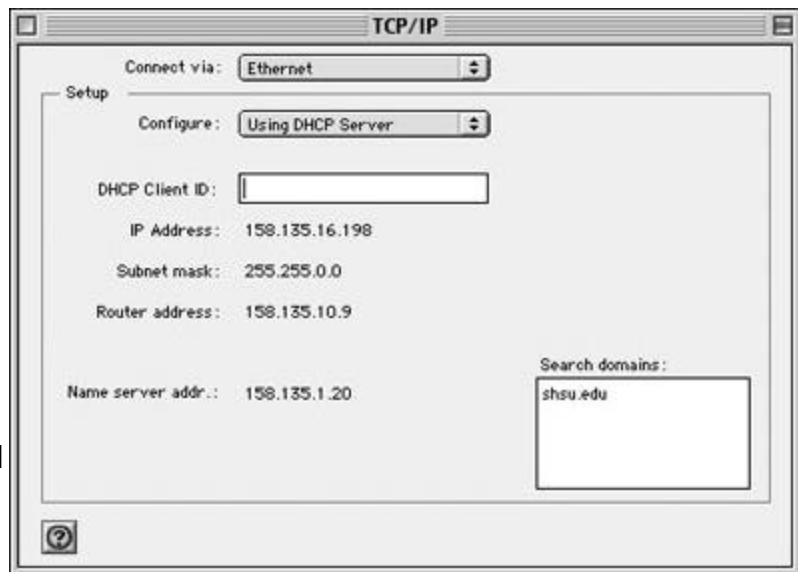 TCP/IP
Connect via: Ethernet
Setup
Configure: Using DHCP Server
DHCP Client ID:
IP Address: 158.135.16.198
Subnet mask: 255.255.0.0
Router address: 158.135.10.9
Search domains:
Name server addr.: 158.135.1.20
shsu.edu